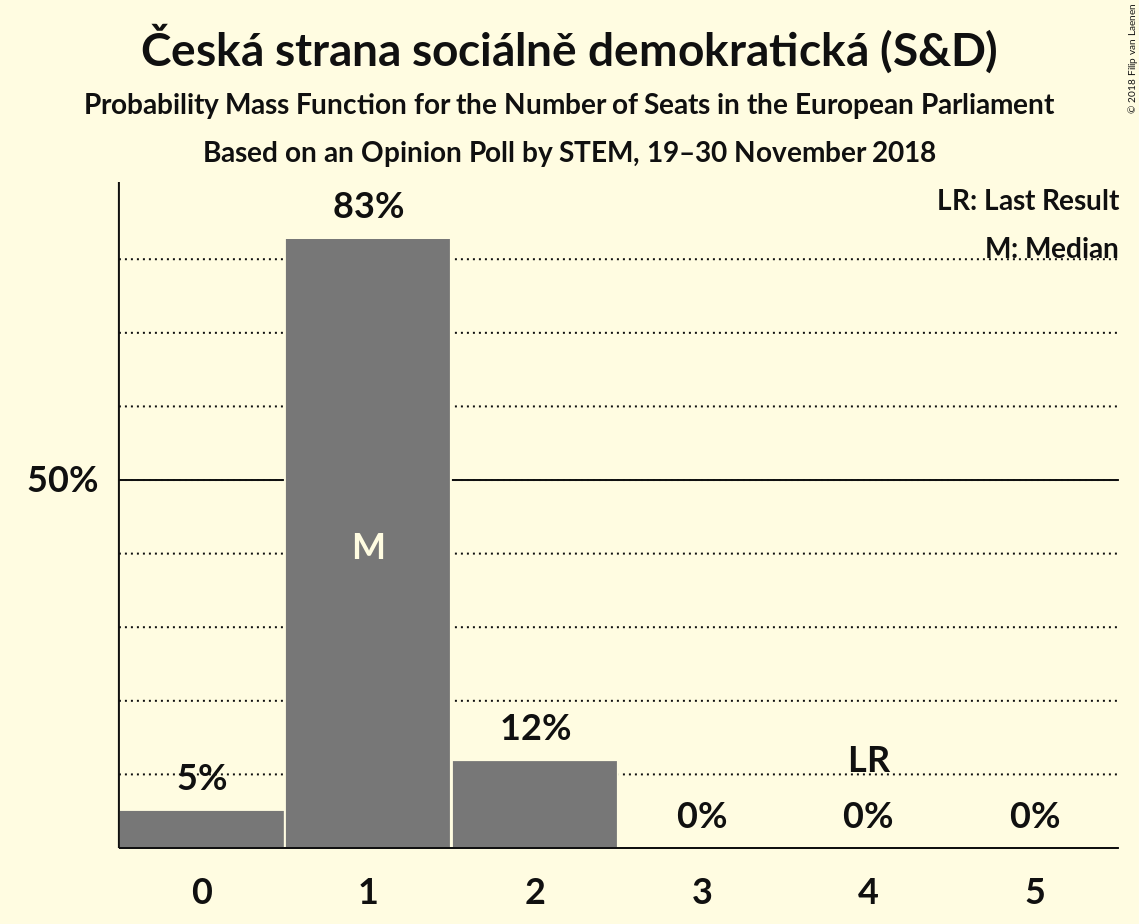 Česká strana sociálně demokratická (S&D)
Probability Mass Function for the Number of Seats in the European Parliament
Based on an Opinion Poll by STEM, 19–30 November 2018
© 2018 Filip van Laenen
LR: Last Result
M: Median
83%
50%
M
12%
5%
LR
0%
0%
0%
0 1 2 3 4 5